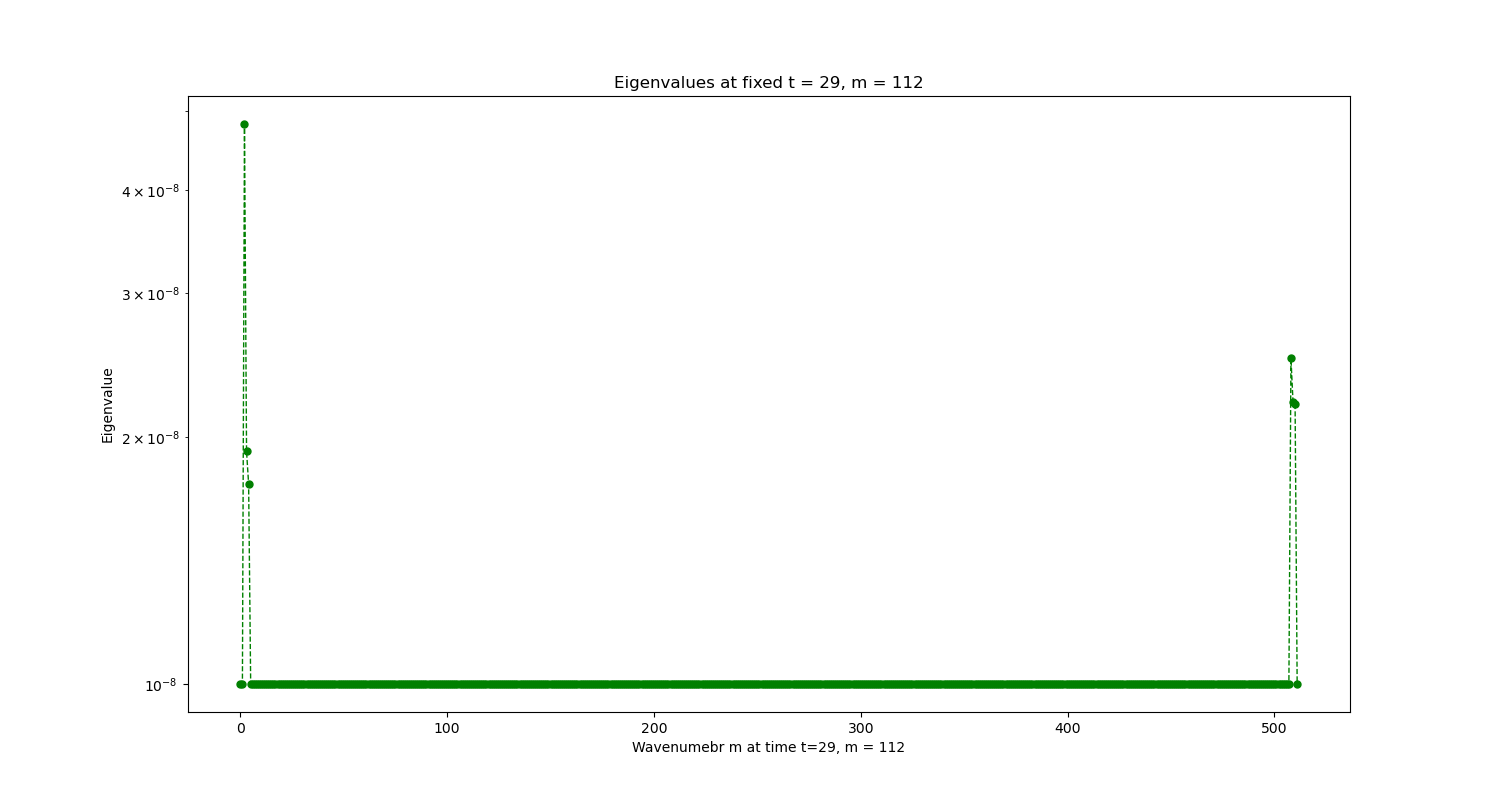 Eigenvalues at fixed t = 29, m = 112
Eigenvalue
4 × 10⁻⁸
3 × 10⁻⁸
2 × 10⁻⁸
10⁻⁸
0 100 200 300 400 500
Wavenumebr m at time t=29, m = 112